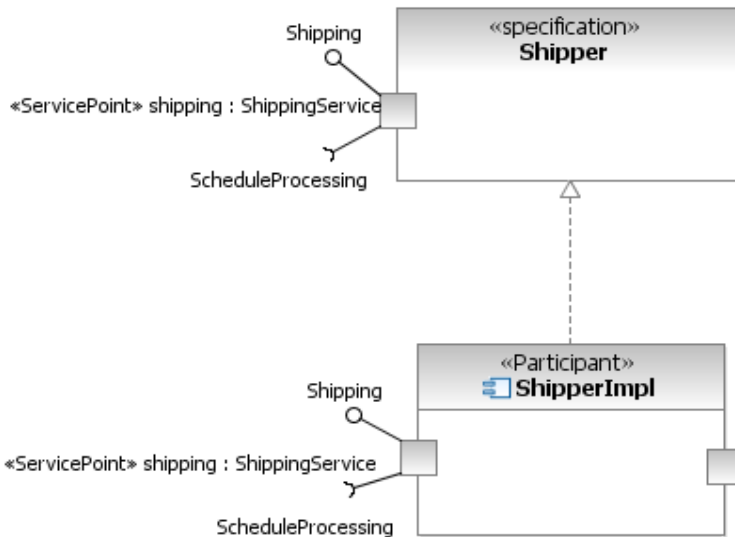 Shipping
«specification»
Shipper
«ServicePoint» shipping : ShippingService
ScheduleProcessing
«Participant»
ShipperImpl
Shipping
«ServicePoint» shipping : ShippingService
ScheduleProcessing